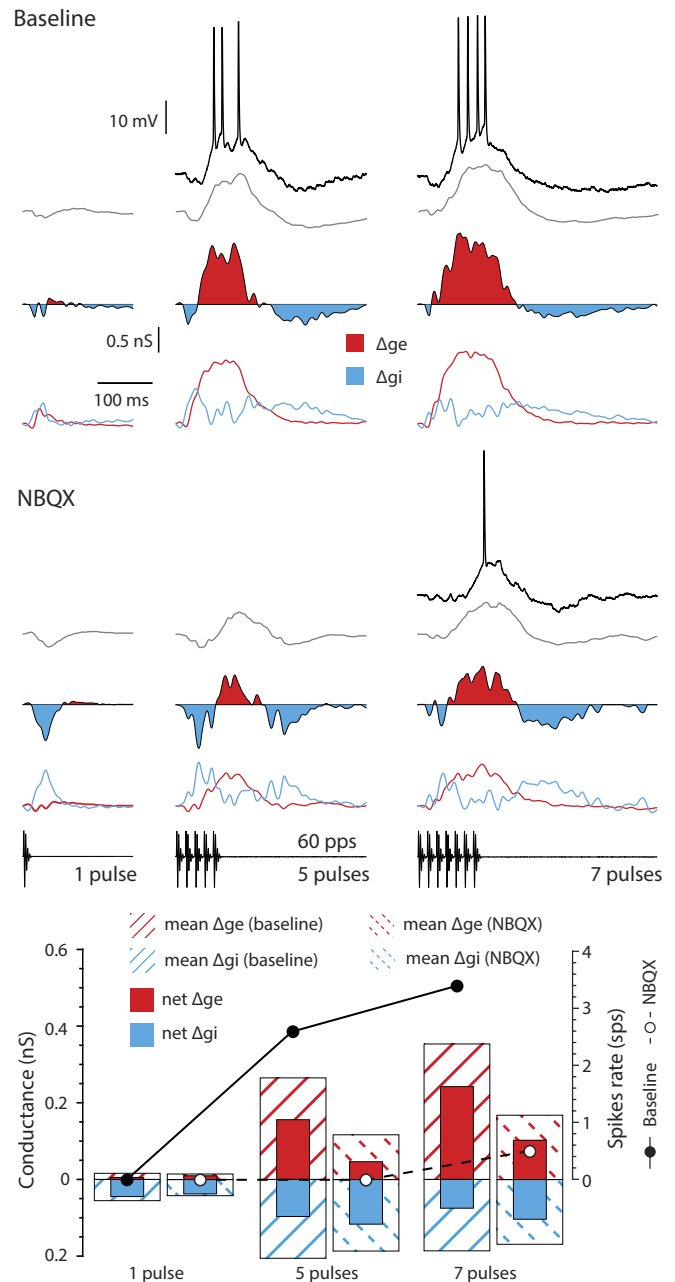 Baseline
10 mV
0.5 nS
Δge
Δgi
100 ms
NBQX
60 pps
1 pulse
5 pulses
7 pulses
mean Δge (baseline)
mean Δge (NBQX)
mean Δgi (baseline)
mean Δgi (NBQX)
net Δge
net Δgi
Conductance (nS)
0.6
0.4
0.2
0
0.2
4
3
2
1
0
Spikes rate (sps)
Baseline
NBQX
1 pulse
5 pulses
7 pulses